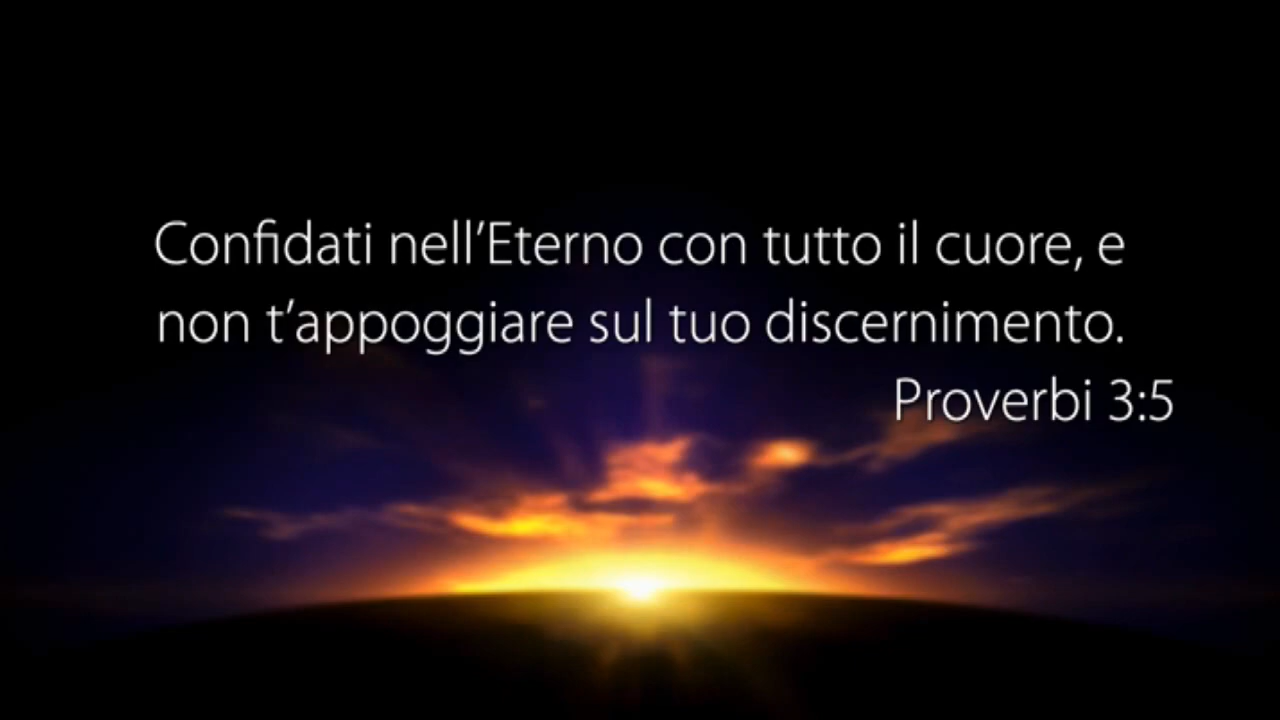 Confidati nell’Eterno con tutto il cuore, e
non t’appoggiare sul tuo discernimento.
Proverbi 3:5